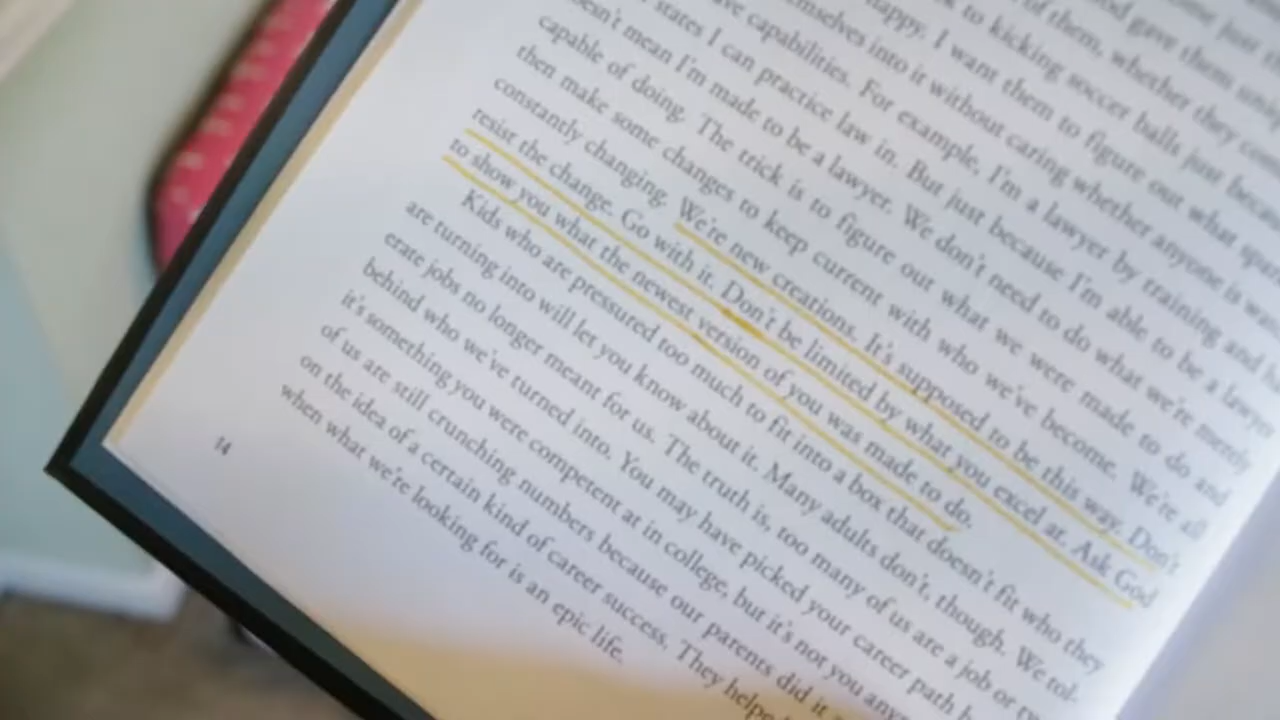 just
gave them
of them, whether they
to kicking soccer balls just
happy. I want them to figure out what
into it without caring whether anyone is
capabilities. For example, I'm a lawyer by training and
states I can practice law in. But just because I'm able to be a lawyer
mean I'm made to be a lawyer. We don't need to do what we're merely
capable of doing. The trick is to figure out what we were made to do and
then make some changes to keep current with who we've become. We're all
constantly changing. We're new creations. It's supposed to be this way. Don't
resist the change. Go with it. Don't be limited by what you excel at. Ask God
to show you what the newest version of you was made to do.
Kids who are pressured too much to fit into a box that doesn't fit who they
are turning into will let you know about it. Many adults don't, though. We tol-
erate jobs no longer meant for us. The truth is, too many of us are a job or
behind who we've turned into. You may have picked your career path
it's something you were competent at in college, but it's not you
of us are still crunching numbers because our parents did it
on the idea of a certain kind of career success. They
when what we're looking for is an epic life.
14